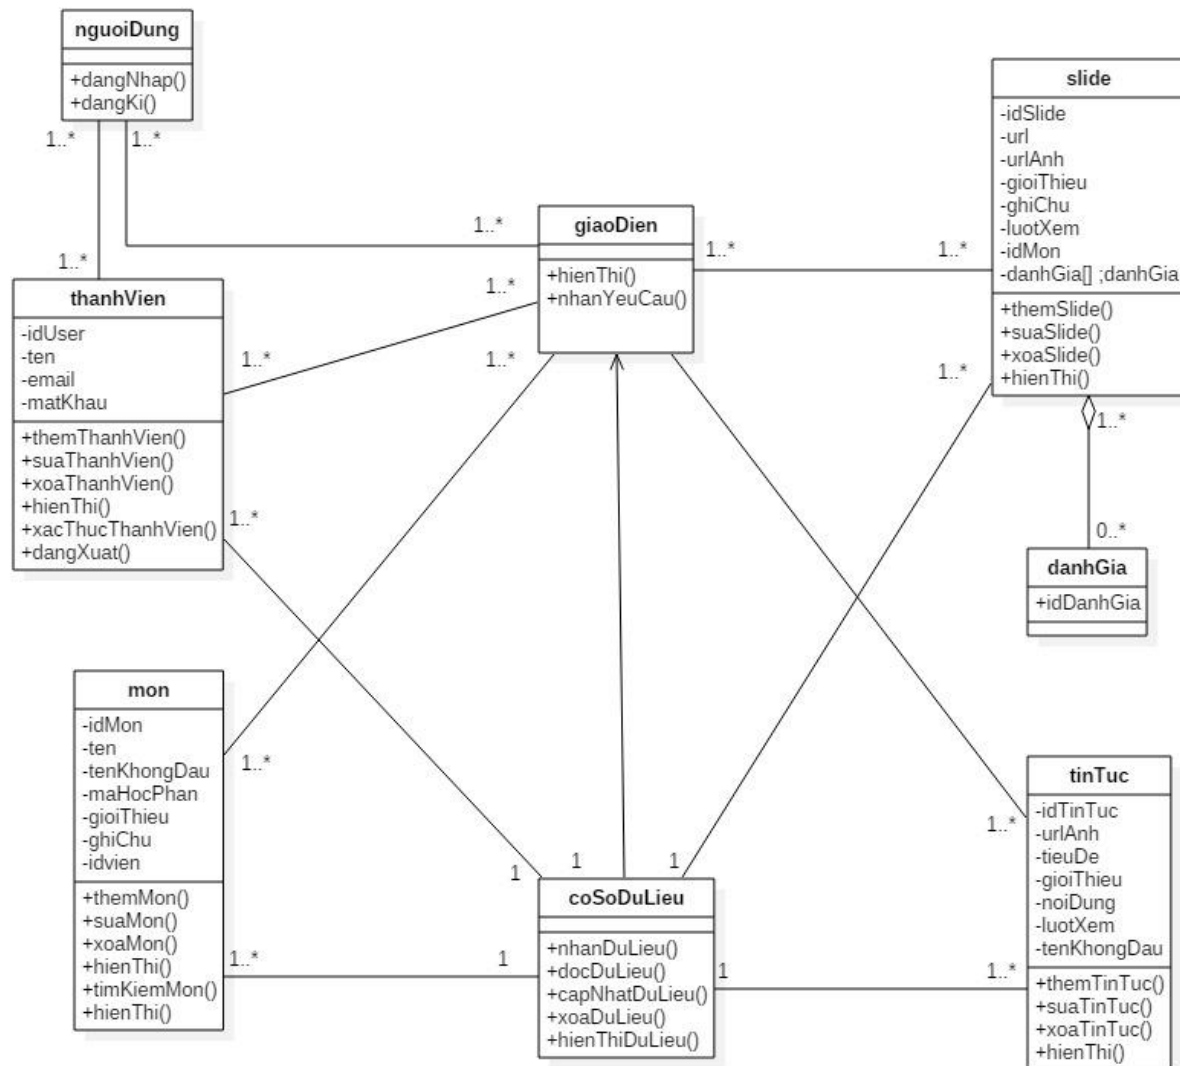 nguoiDung
+dangNhap()
+dangKi()
1..*
1..*
1..*
1..*
thanhVien
-idUser
-ten
-email
-matKhau
+themThanhVien()
+suaThanhVien()
+xoaThanhVien()
+hienThi()
+xacThucThanhVien()
+dangXuat()
1..*
1..*
giaoDien
+hienThi()
+nhanYeuCau()
1..*
1..*
1..*
1..*
slide
-idSlide
-url
-urlAnh
-gioiThieu
-ghiChu
-luotXem
-idMon
-danhGia[] ;danhGia
+themSlide()
+suaSlide()
+xoaSlide()
+hienThi()
1..*
1..*
0..*
danhGia
+idDanhGia
mon
-idMon
-ten
-tenKhongDau
-maHocPhan
-gioiThieu
-ghiChu
-idvien
+themMon()
+suaMon()
+xoaMon()
+hienThi()
+timKiemMon()
+hienThi()
1..*
1..*
1
1
1
1
1
coSoDuLieu
+nhanDuLieu()
+docDuLieu()
+capNhatDuLieu()
+xoaDuLieu()
+hienThiDuLieu()
1..*
1..*
tinTuc
-idTinTuc
-urlAnh
-tieuDe
-gioiThieu
-noiDung
-luotXem
-tenKhongDau
+themTinTuc()
+suaTinTuc()
+xoaTinTuc()
+hienThi()